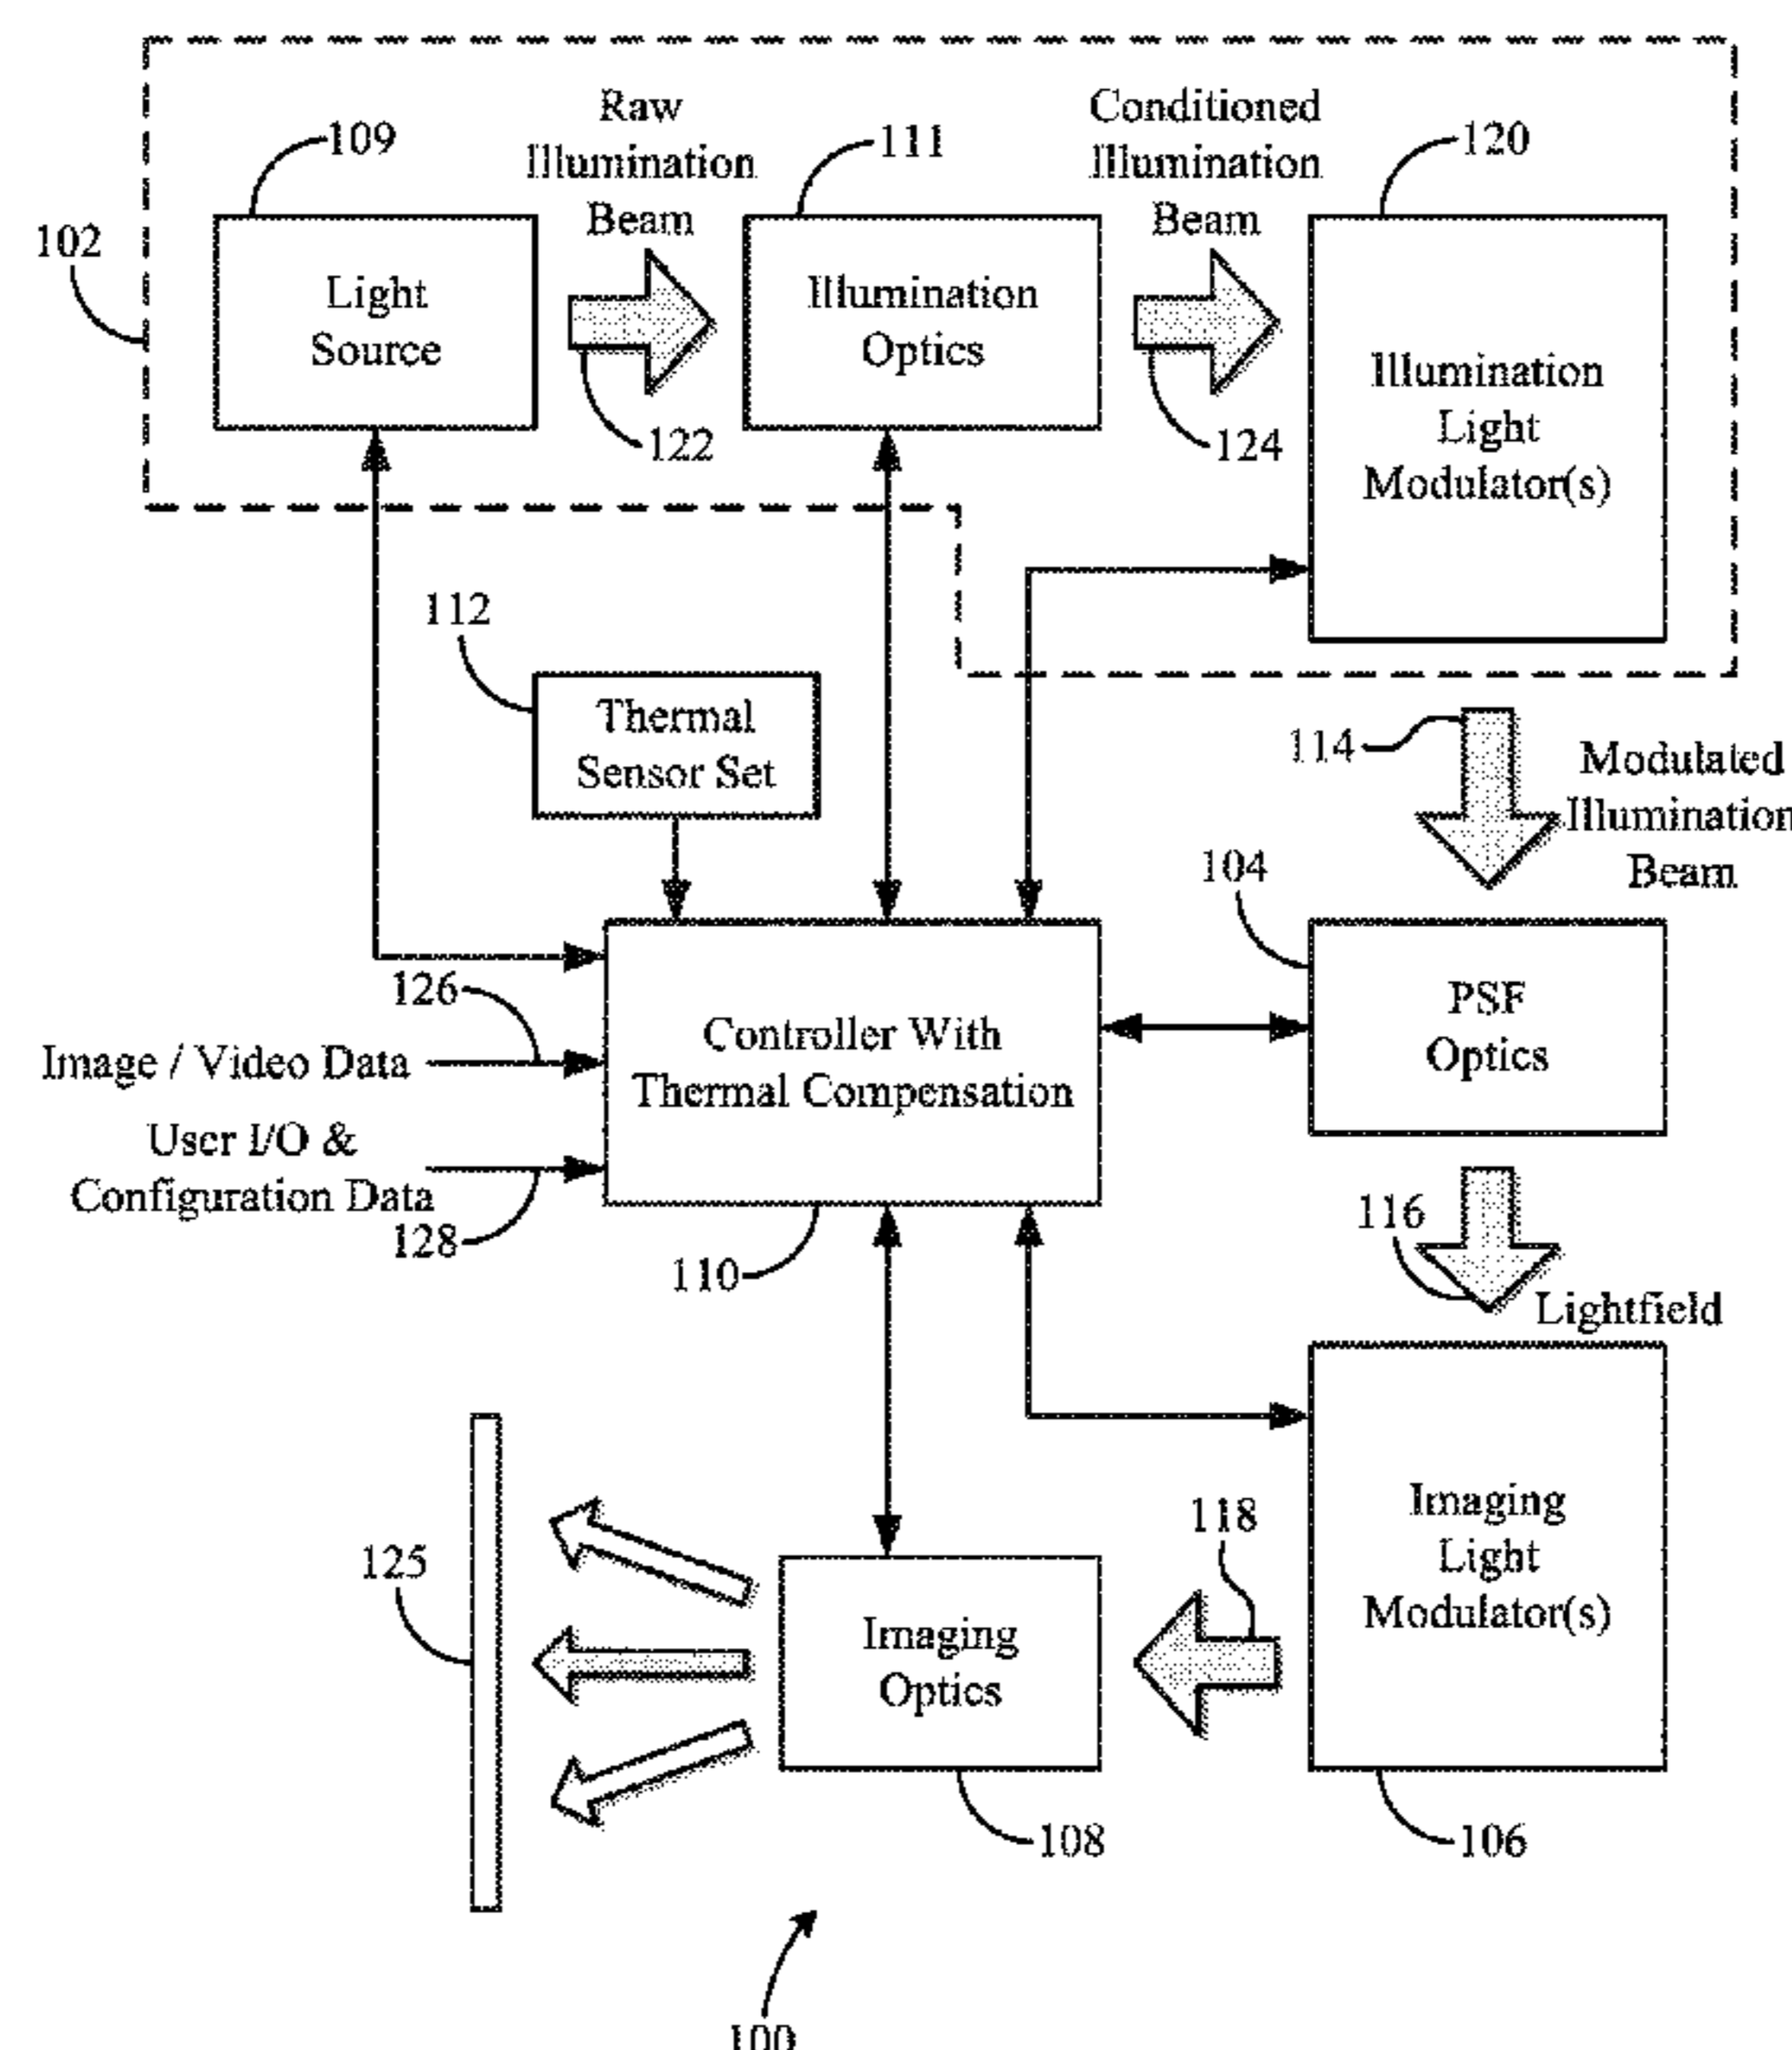 Raw
Illumination
Beam
Conditioned
Illumination
Beam
109
111
120
102
Light
Source
Illumination
Optics
Illumination
Light
Modulator(s)
122
124
112
Thermal
Sensor Set
114
Modulated
Illumination
Beam
104
126
Controller With
Thermal Compensation
PSF
Optics
Image / Video Data
User I/O &
Configuration Data
128
110
116
Lightfield
118
Imaging
Light
Modulator(s)
125
Imaging
Optics
108
106
100